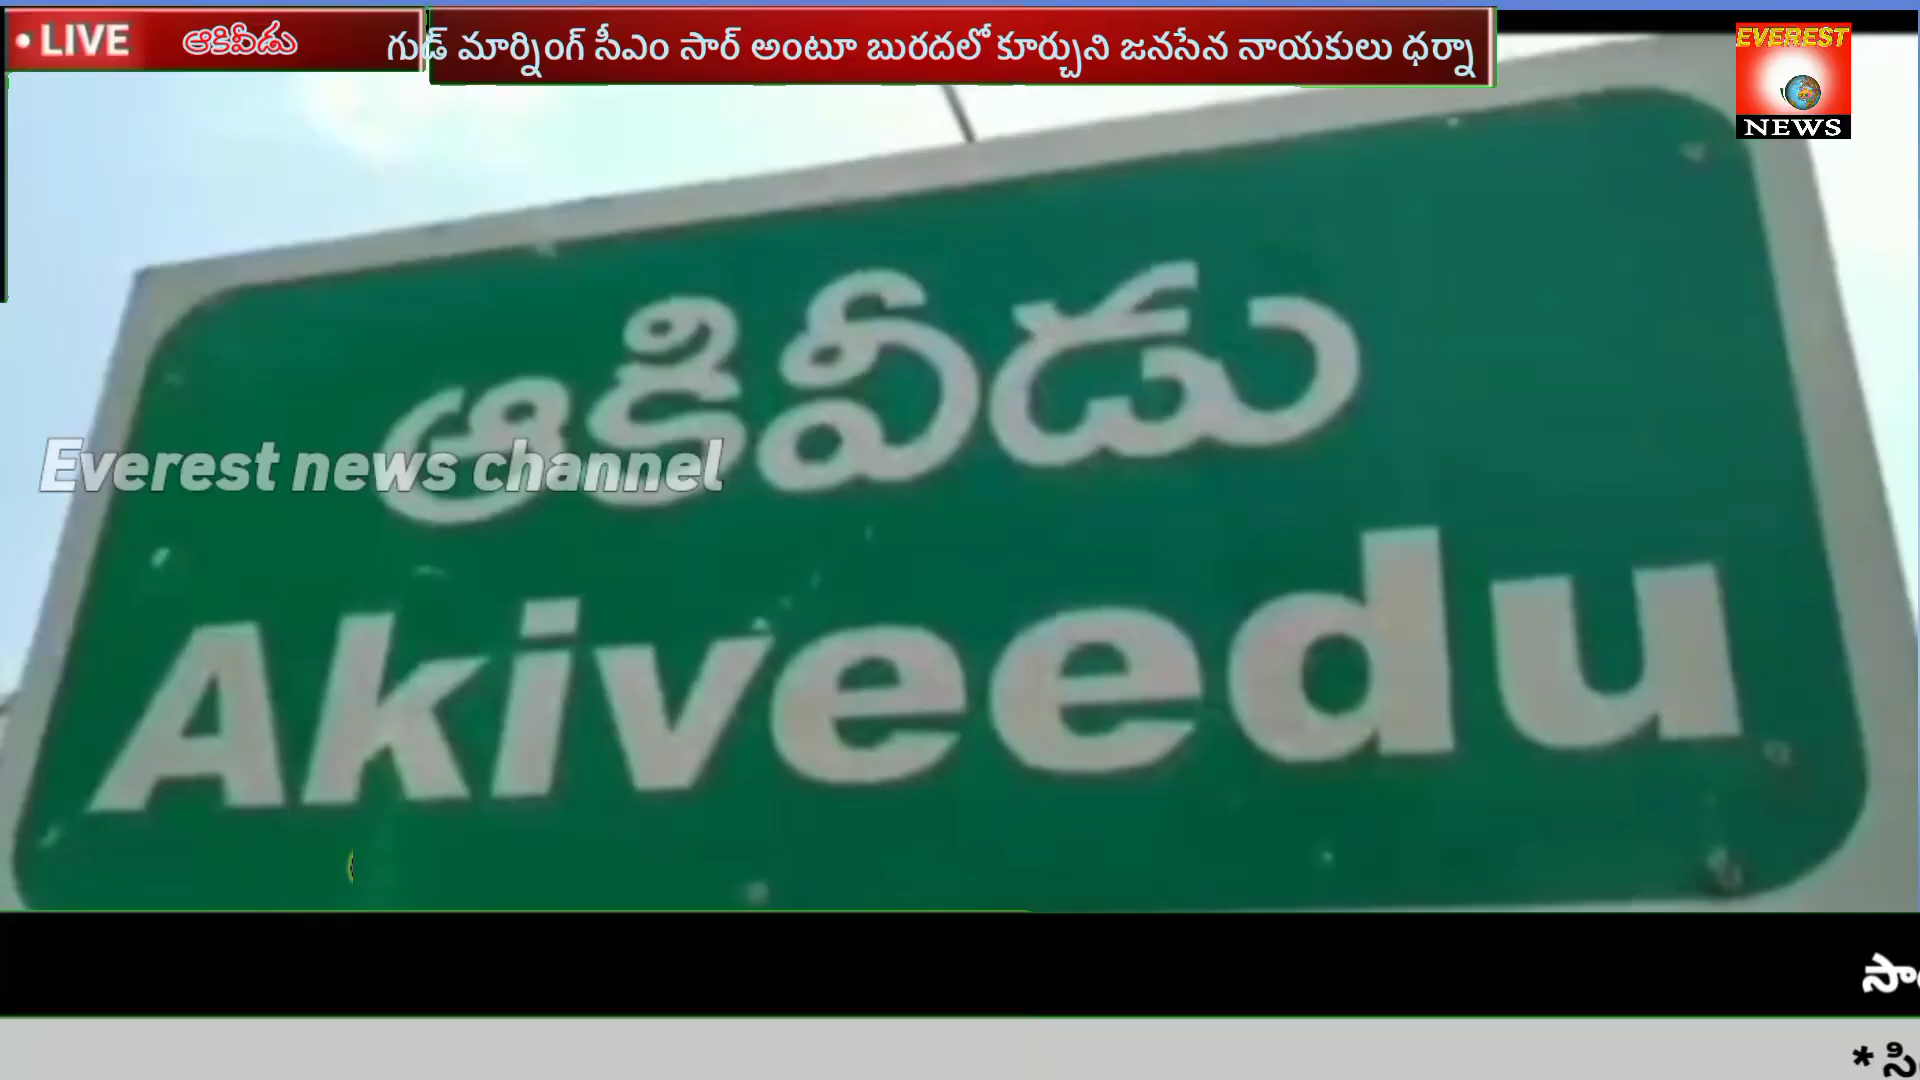 • LIVE ఆకివీడు గుడ్ మార్నింగ్ సీఎం సార్ అంటూ బురదలో కూర్చుని జనసేన నాయకులు ధర్నా
EVEREST
NEWS
ఆకివీడు
Everest news channel
Akiveedu